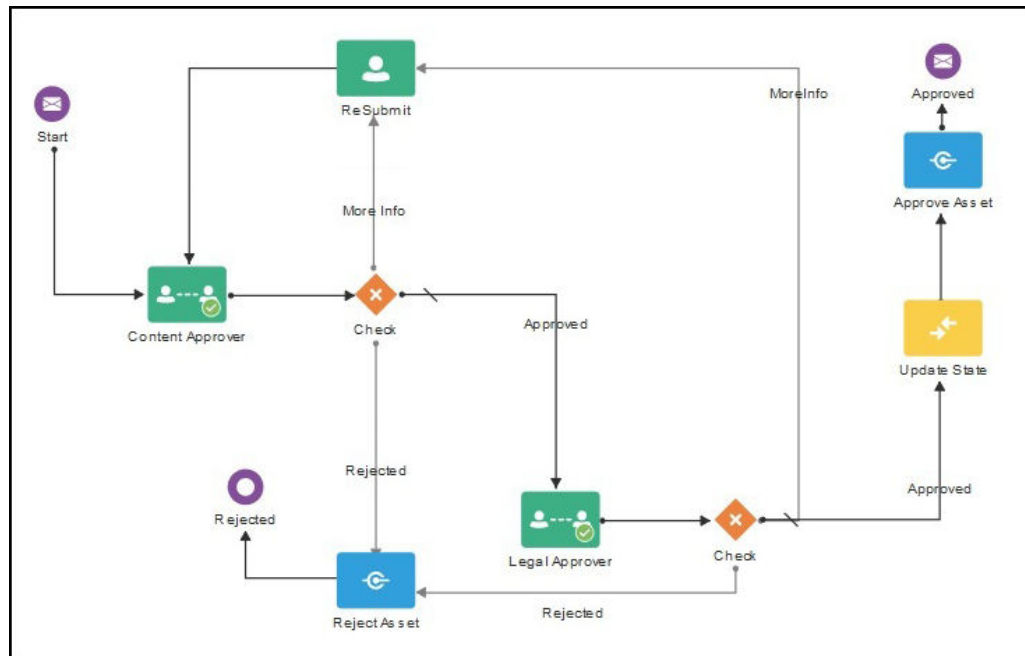 ReSubmit
MoreInfo
Approved
Start
Approve Asset
More Info
Content Approver
Check
Approved
Update State
Rejected
Approved
Rejected
Legal Approver
Check
Rejected
Reject Asset